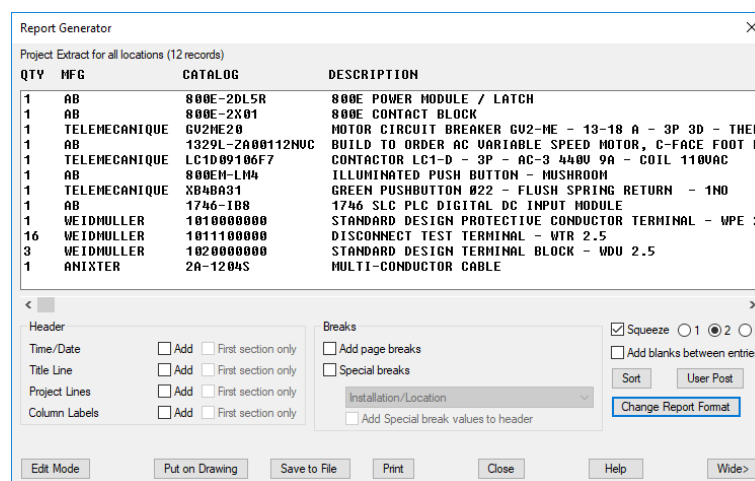 Report Generator
Project Extract for all locations (12 records)
QTY MFG CATALOG DESCRIPTION
1 AB 800E-2DL5R 800E POWER MODULE / LATCH
1 AB 800E-2X01 800E CONTACT BLOCK
1 TELEMECANIQUE GV2ME20 MOTOR CIRCUIT BREAKER GV2-ME - 13-18 A - 3P 3D - THE
1 AB 1329L-ZA00112NVC BUILD TO ORDER AC VARIABLE SPEED MOTOR, C-FACE FOOT
1 TELEMECANIQUE LC1D09106F7 CONTACTOR LC1-D - 3P - AC-3 440V 9A - COIL 110VAC
1 AB 800EM-LM4 ILLUMINATED PUSH BUTTON - MUSHROOM
1 TELEMECANIQUE XB4BA31 GREEN PUSHBUTTON Ø22 - FLUSH SPRING RETURN - 1NO
1 AB 1746-IB8 1746 SLC PLC DIGITAL DC INPUT MODULE
1 WEIDMULLER 1010000000 STANDARD DESIGN PROTECTIVE CONDUCTOR TERMINAL - WPE
16 WEIDMULLER 1011100000 DISCONNECT TEST TERMINAL - WTR 2.5
3 WEIDMULLER 1020000000 STANDARD DESIGN TERMINAL BLOCK - WDU 2.5
1 ANIXTER 2A-1204S MULTI-CONDUCTOR CABLE
Header Breaks Squeeze 1 2
Time/Date Add First section only Add page breaks Add blanks between entrie
Title Line Add First section only Special breaks Sort User Post
Project Lines Add First section only Installation/Location Change Report Format
Column Labels Add First section only Add Special break values to header
Edit Mode Put on Drawing Save to File Print Close Help Wide>